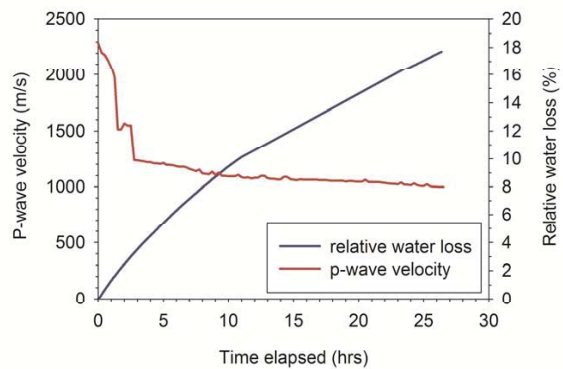 P-wave velocity (m/s)
2500
2000
1500
1000
500
0
20
18
16
14
12
10
8
6
4
2
0
Relative water loss (%)
relative water loss
p-wave velocity
0 5 10 15 20 25 30
Time elapsed (hrs)